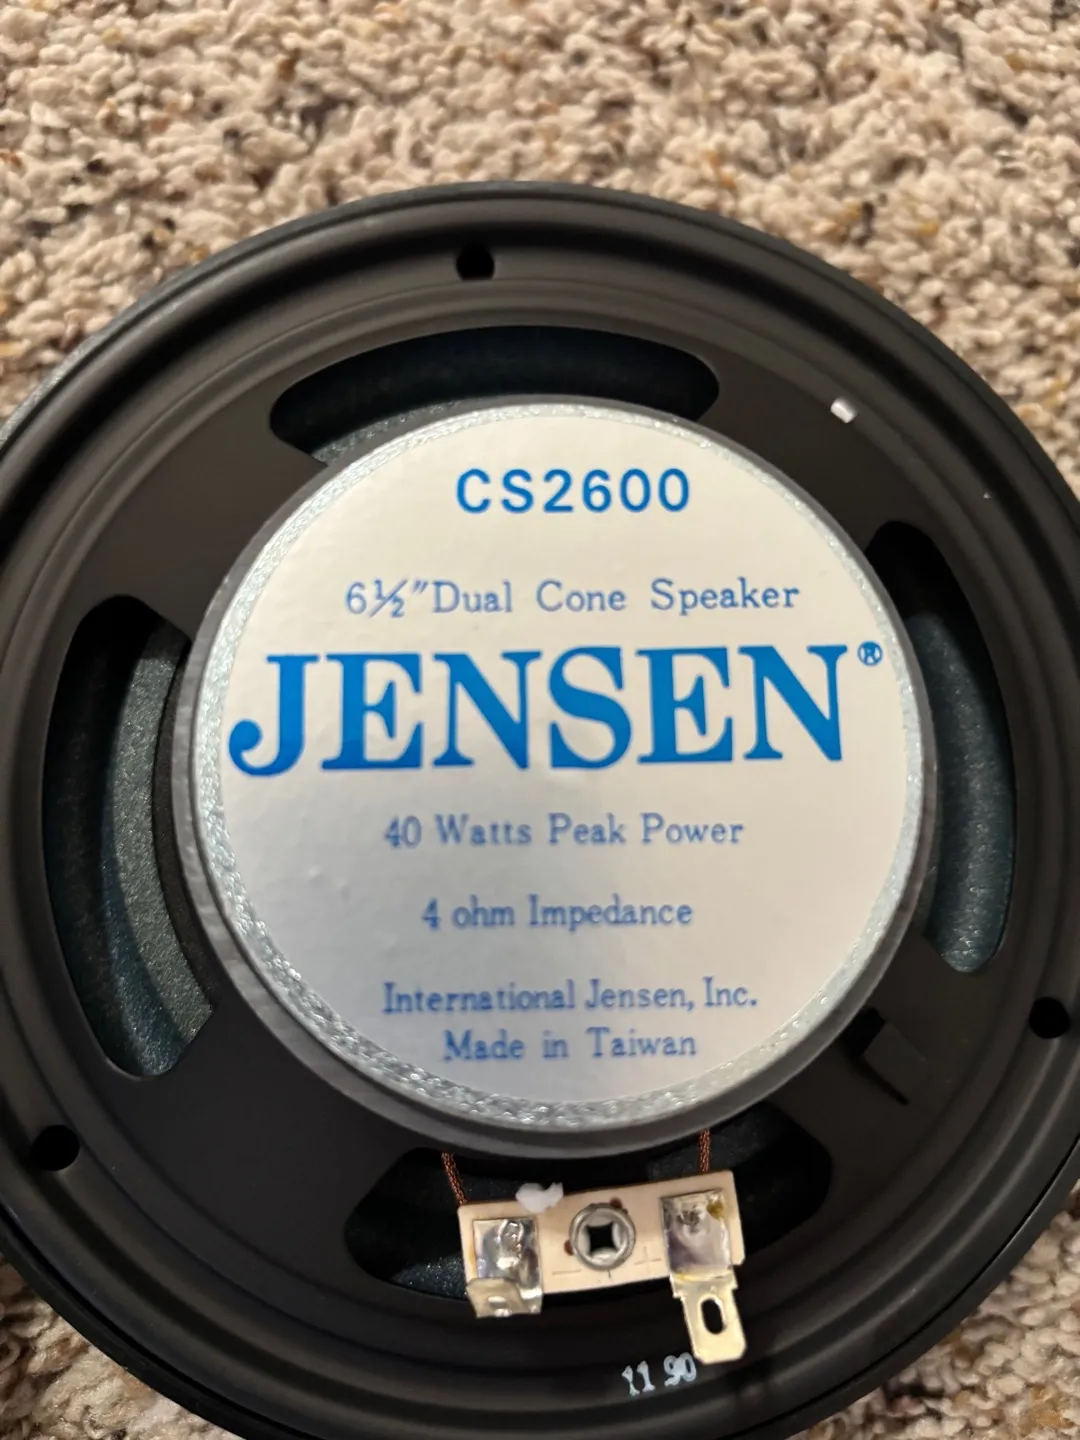 CS2600
6½"Dual Cone Speaker
JENSEN®
40 Watts Peak Power
4 ohm Impedance
International Jensen, Inc.
Made in Taiwan
11 90